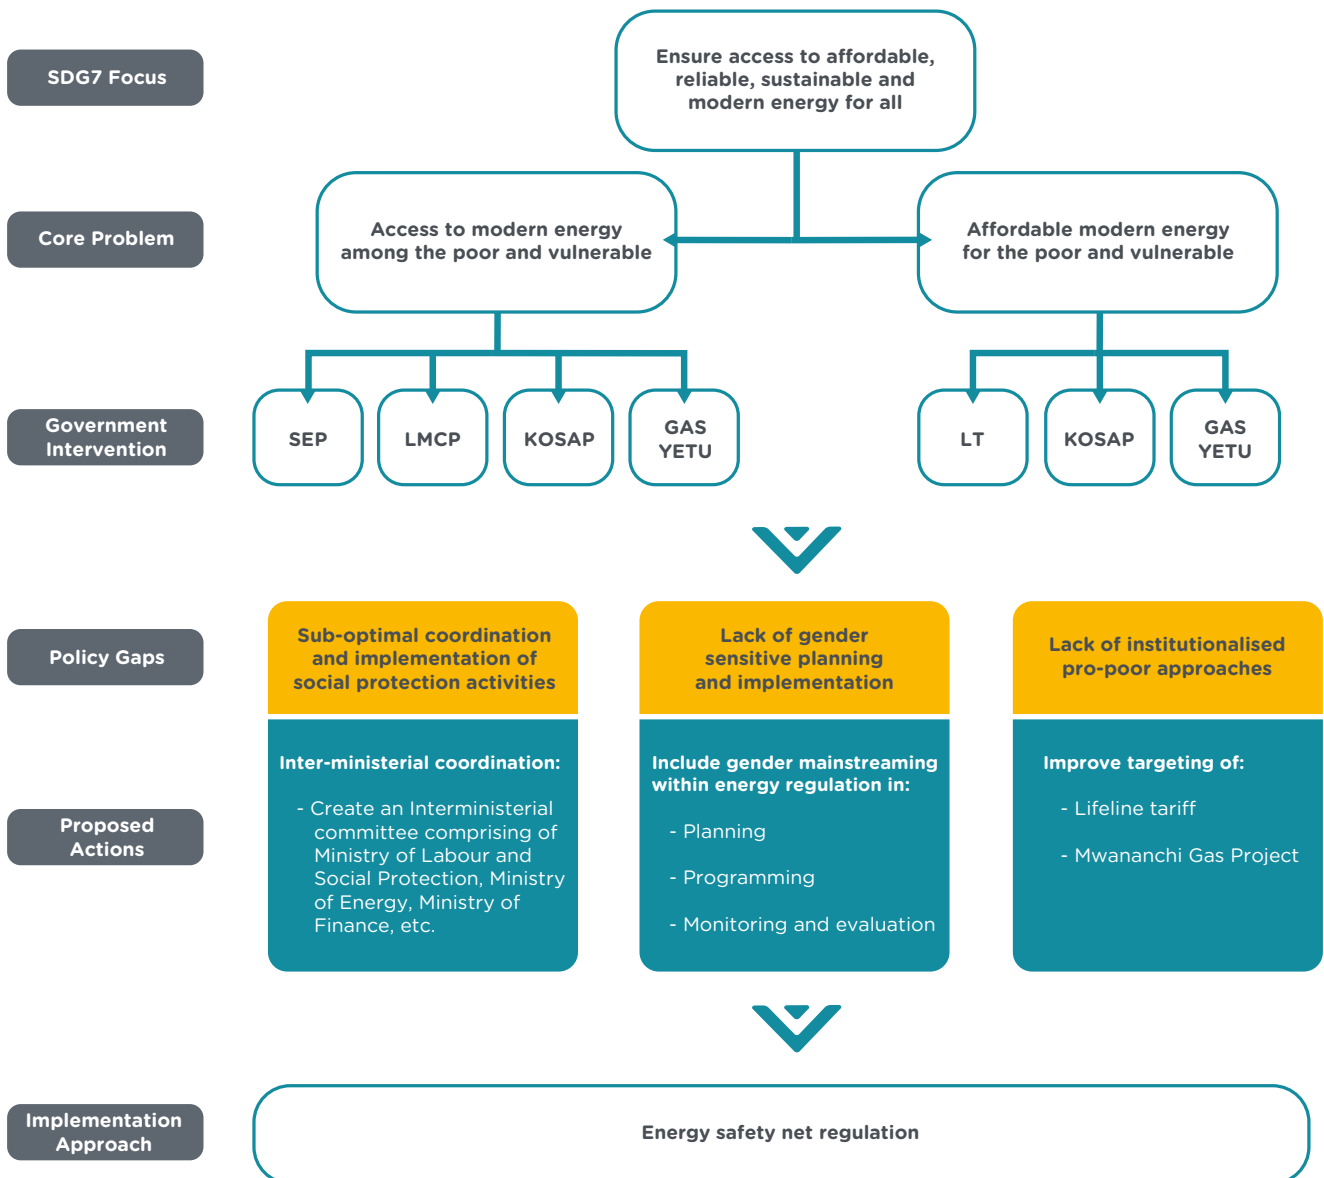 SDG7 Focus
Ensure access to affordable,
reliable, sustainable and
modern energy for all
Core Problem
Access to modern energy
among the poor and vulnerable
Affordable modern energy
for the poor and vulnerable
Government
Intervention
SEP
LMCP
KOSAP
GAS
YETU
LT
KOSAP
GAS
YETU
Policy Gaps
Sub-optimal coordination
and implementation of
social protection activities
Lack of gender
sensitive planning
and implementation
Lack of institutionalised
pro-poor approaches
Proposed
Actions
Inter-ministerial coordination:
- Create an Interministerial
committee comprising of
Ministry of Labour and
Social Protection, Ministry
of Energy, Ministry of
Finance, etc.
Include gender mainstreaming
within energy regulation in:
- Planning
- Programming
- Monitoring and evaluation
Improve targeting of:
- Lifeline tariff
- Mwananchi Gas Project
Implementation
Approach
Energy safety net regulation